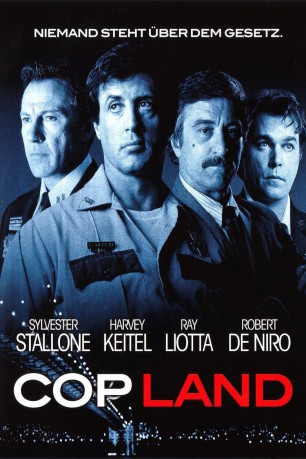 NIEMAND STEHT ÜBER DEM GESETZ.
SYLVESTER STALLONE
HARVEY KEITEL
RAY LIOTTA
ROBERT DE NIRO
COP LAND